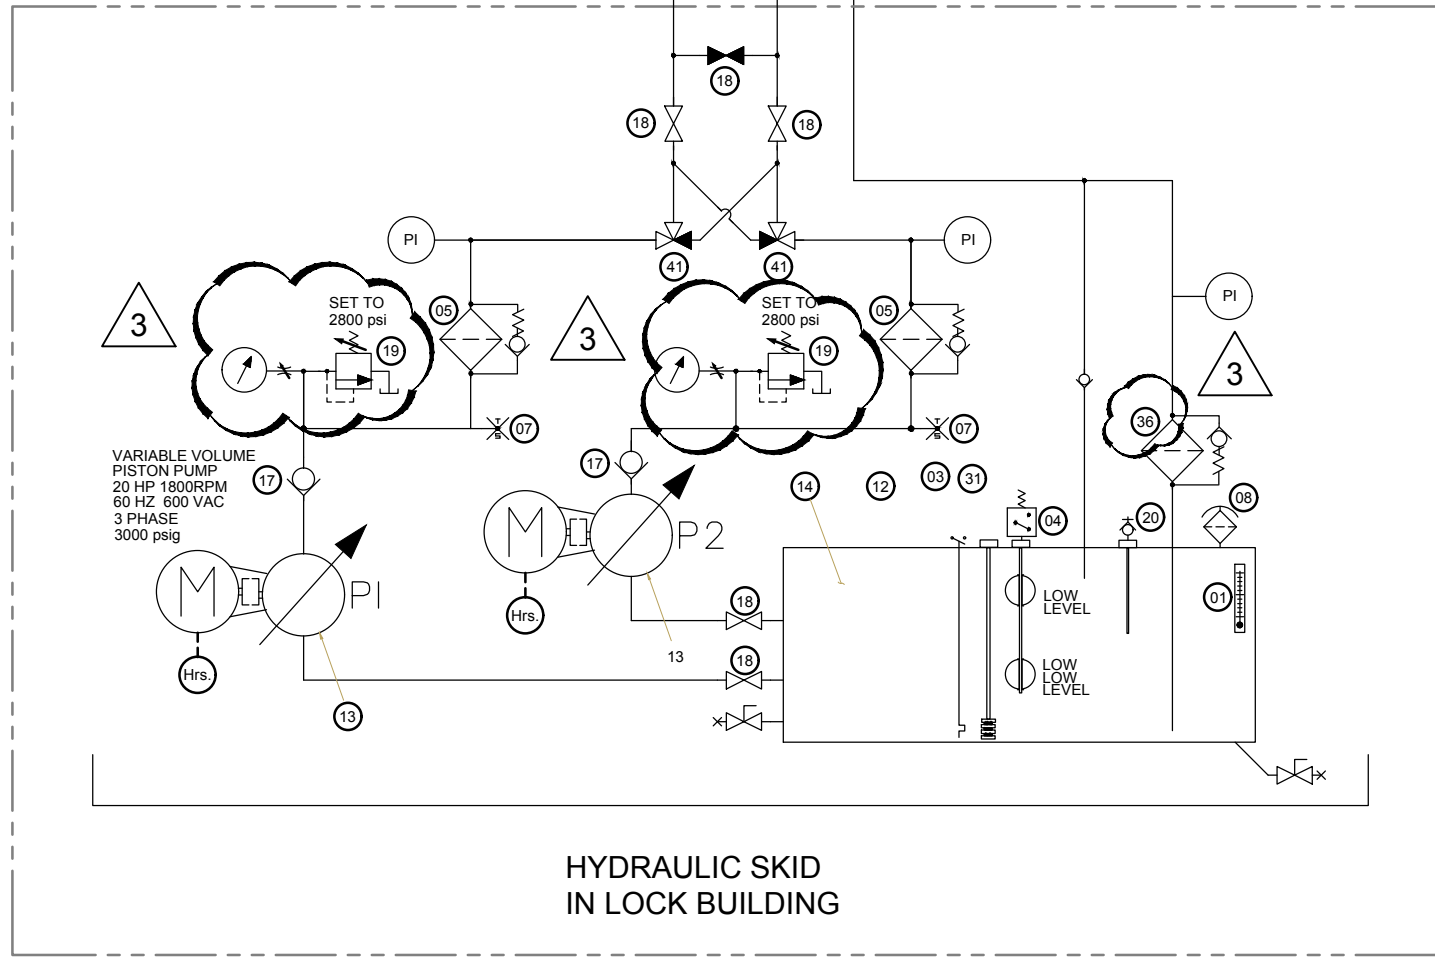 18
18
18
PI
PI
41
41
PI
3
SET TO
2800 psi
05
19
3
SET TO
2800 psi
05
19
3
36
07
07
VARIABLE VOLUME
PISTON PUMP
20 HP 1800RPM
60 HZ 600 VAC
3 PHASE
3000 psig
17
17
14
12
03
31
04
20
08
M
P2
Hrs.
M
P1
Hrs.
13
13
18
18
LOW
LEVEL
LOW
LOW
LEVEL
01
HYDRAULIC SKID
IN LOCK BUILDING